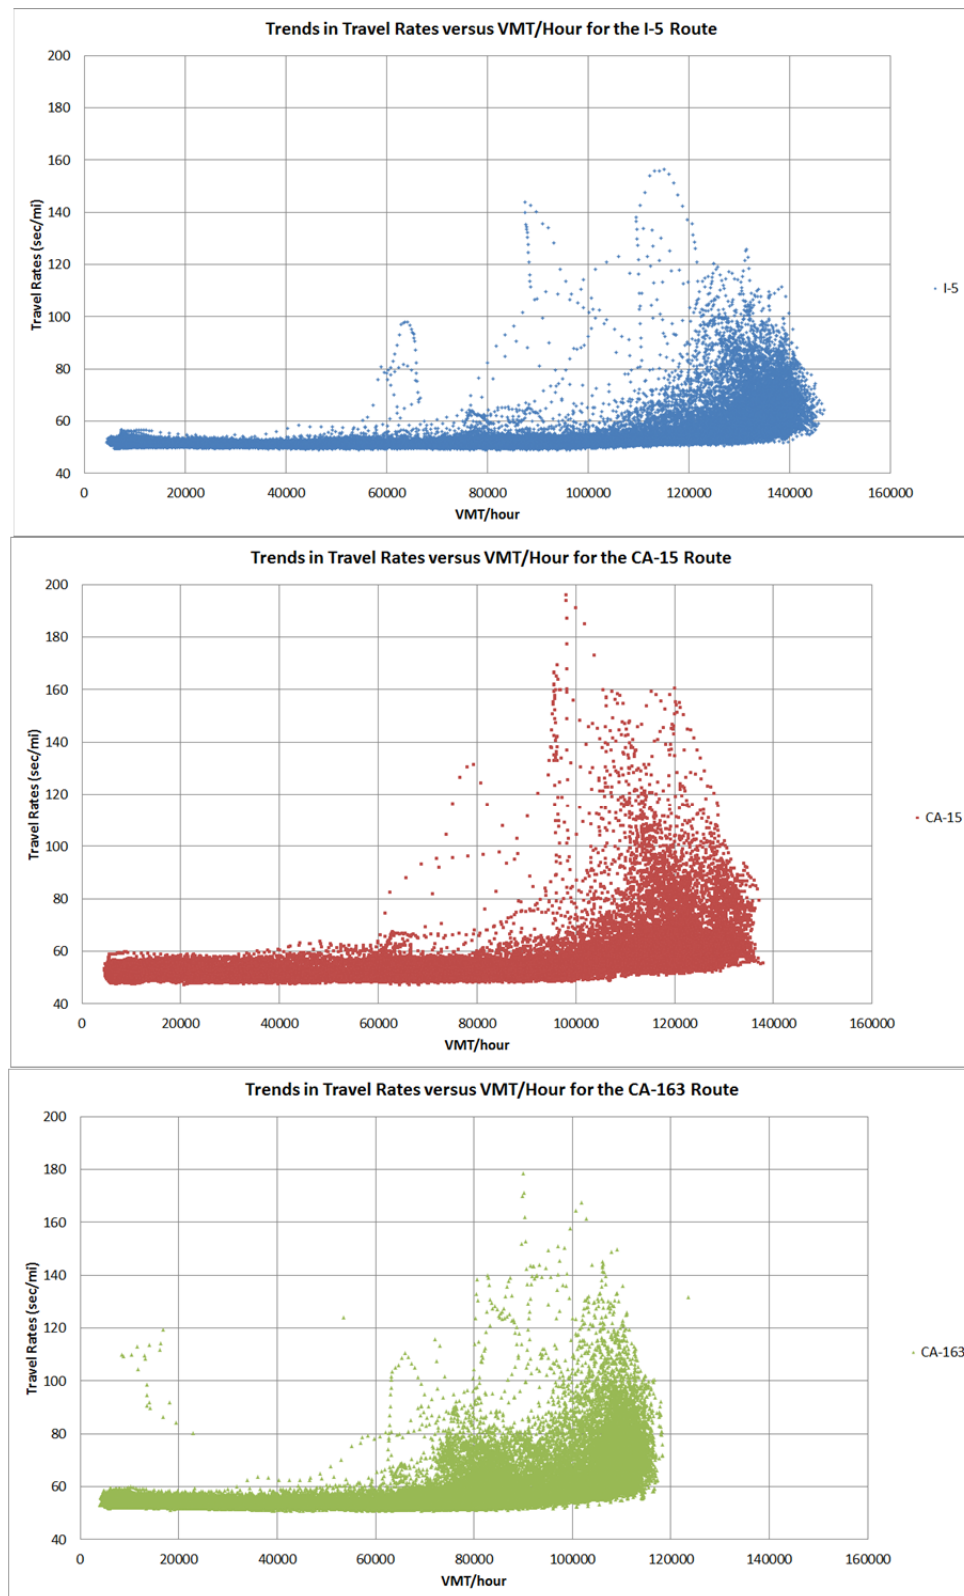 Trends in Travel Rates versus VMT/Hour for the I-5 Route
200
180
160
140
120
100
80
60
40
Travel Rates (sec/mi)
0 20000 40000 60000 80000 100000 120000 140000 160000
VMT/hour
I-5
Trends in Travel Rates versus VMT/Hour for the CA-15 Route
200
180
160
140
120
100
80
60
40
Travel Rates (sec/mi)
0 20000 40000 60000 80000 100000 120000 140000 160000
VMT/hour
CA-15
Trends in Travel Rates versus VMT/Hour for the CA-163 Route
200
180
160
140
120
100
80
60
40
Travel Rates (sec/mi)
0 20000 40000 60000 80000 100000 120000 140000 160000
VMT/hour
CA-163